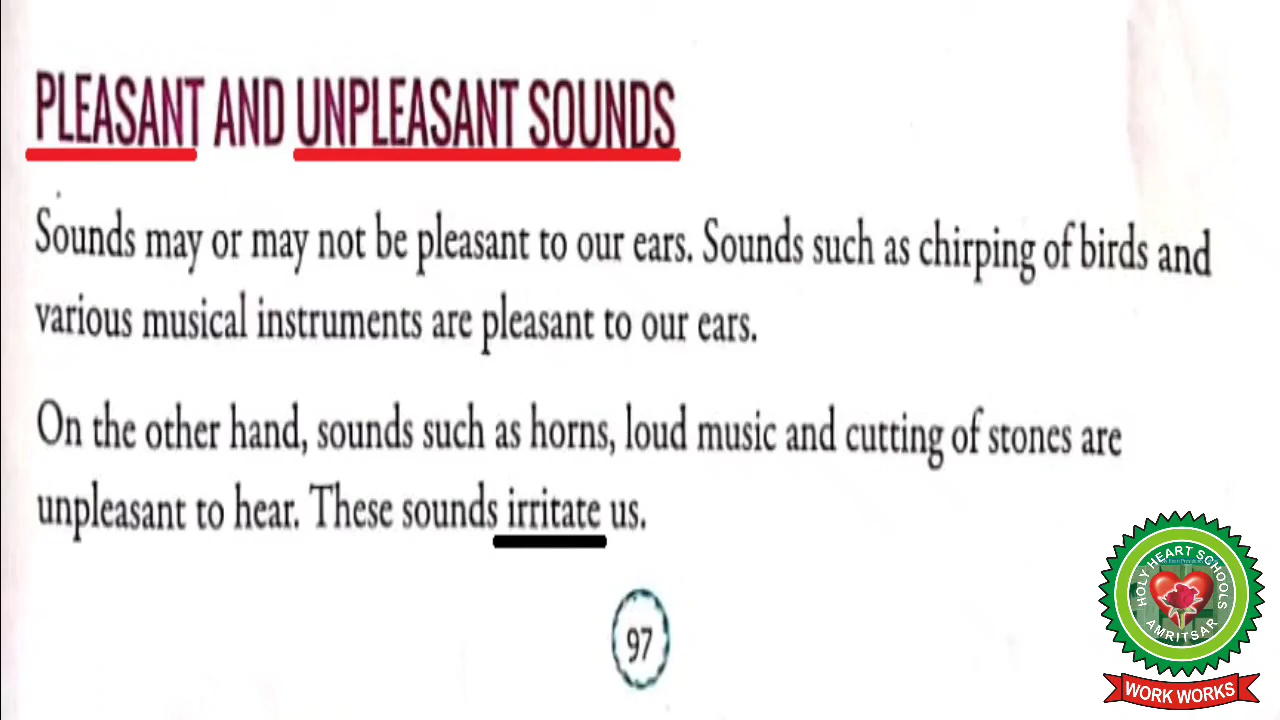 PLEASANT AND UNPLEASANT SOUNDS
Sounds may or may not be pleasant to our ears. Sounds such as chirping of birds and
various musical instruments are pleasant to our ears.
On the other hand, sounds such as horns, loud music and cutting of stones are
unpleasant to hear. These sounds irritate us.
97
HOLY HEART SCHOOLS
AMRITSAR
WORK WORKS